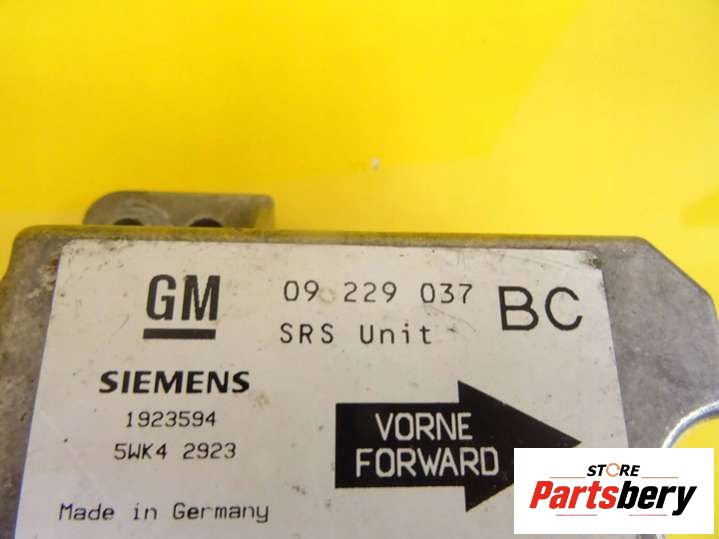 GM 09 229 037 BC
SRS Unit
SIEMENS
1923594
5WK4 2923
VORNE
FORWARD
Made in Germany
STORE
Partsbery